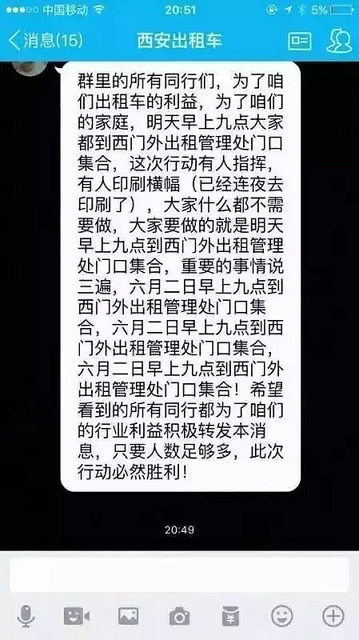 中国移动 20:51 5%
消息(15) 西安出租车
群里的所有同行们，为了咱
们出租车的利益，为了咱们
的家庭，明天早上九点大家
都到西门外出租管理处门口
集合，这次行动有人指挥，
有人印刷横幅（已经连夜去
印刷了），大家什么都不需
要做，大家要做的就是明天
早上九点到西门外出租管理
处门口集合，重要的事情说
三遍，六月二日早上九点到
西门外出租管理处门口集
合，六月二日早上九点到西
门外出租管理处门口集合，
六月二日早上九点到西门外
出租管理处门口集合！希望
看到的所有同行都为了咱们
的行业利益积极转发本消
息，只要人数足够多，此次
行动必然胜利！
20:49